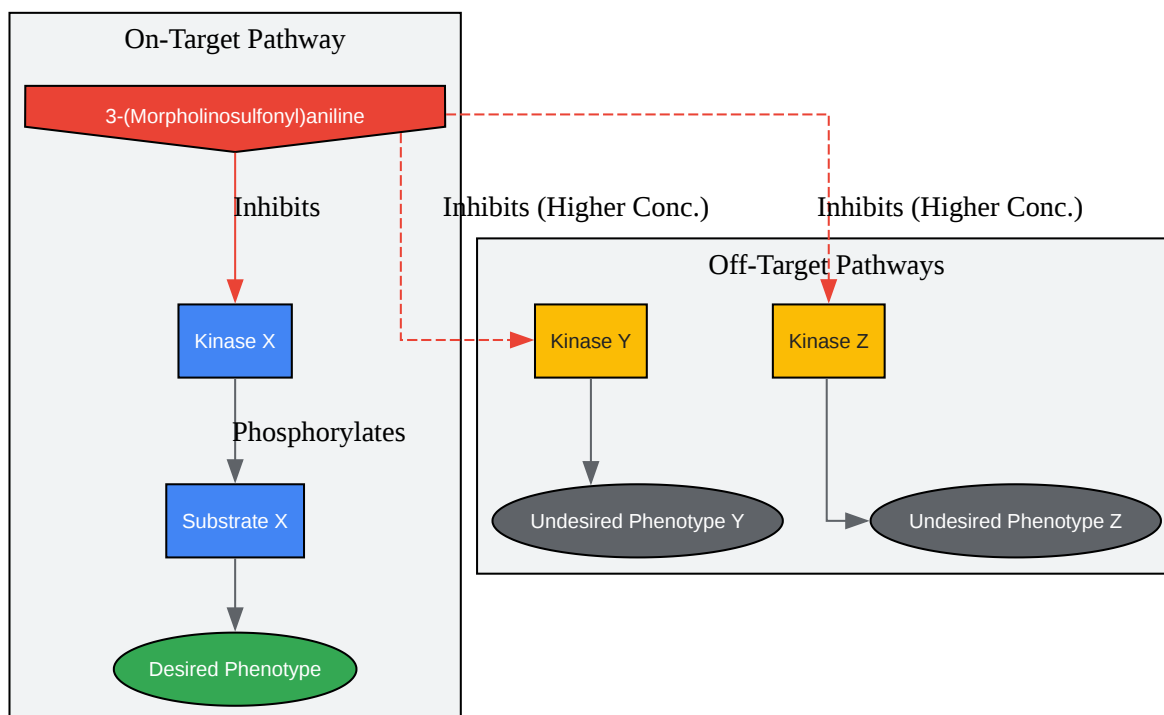 On-Target Pathway
3-(Morpholinosulfonyl)aniline
Inhibits
Inhibits (Higher Conc.)
Inhibits (Higher Conc.)
Off-Target Pathways
Kinase X
Kinase Y
Kinase Z
Phosphorylates
Substrate X
Undesired Phenotype Y
Undesired Phenotype Z
Desired Phenotype